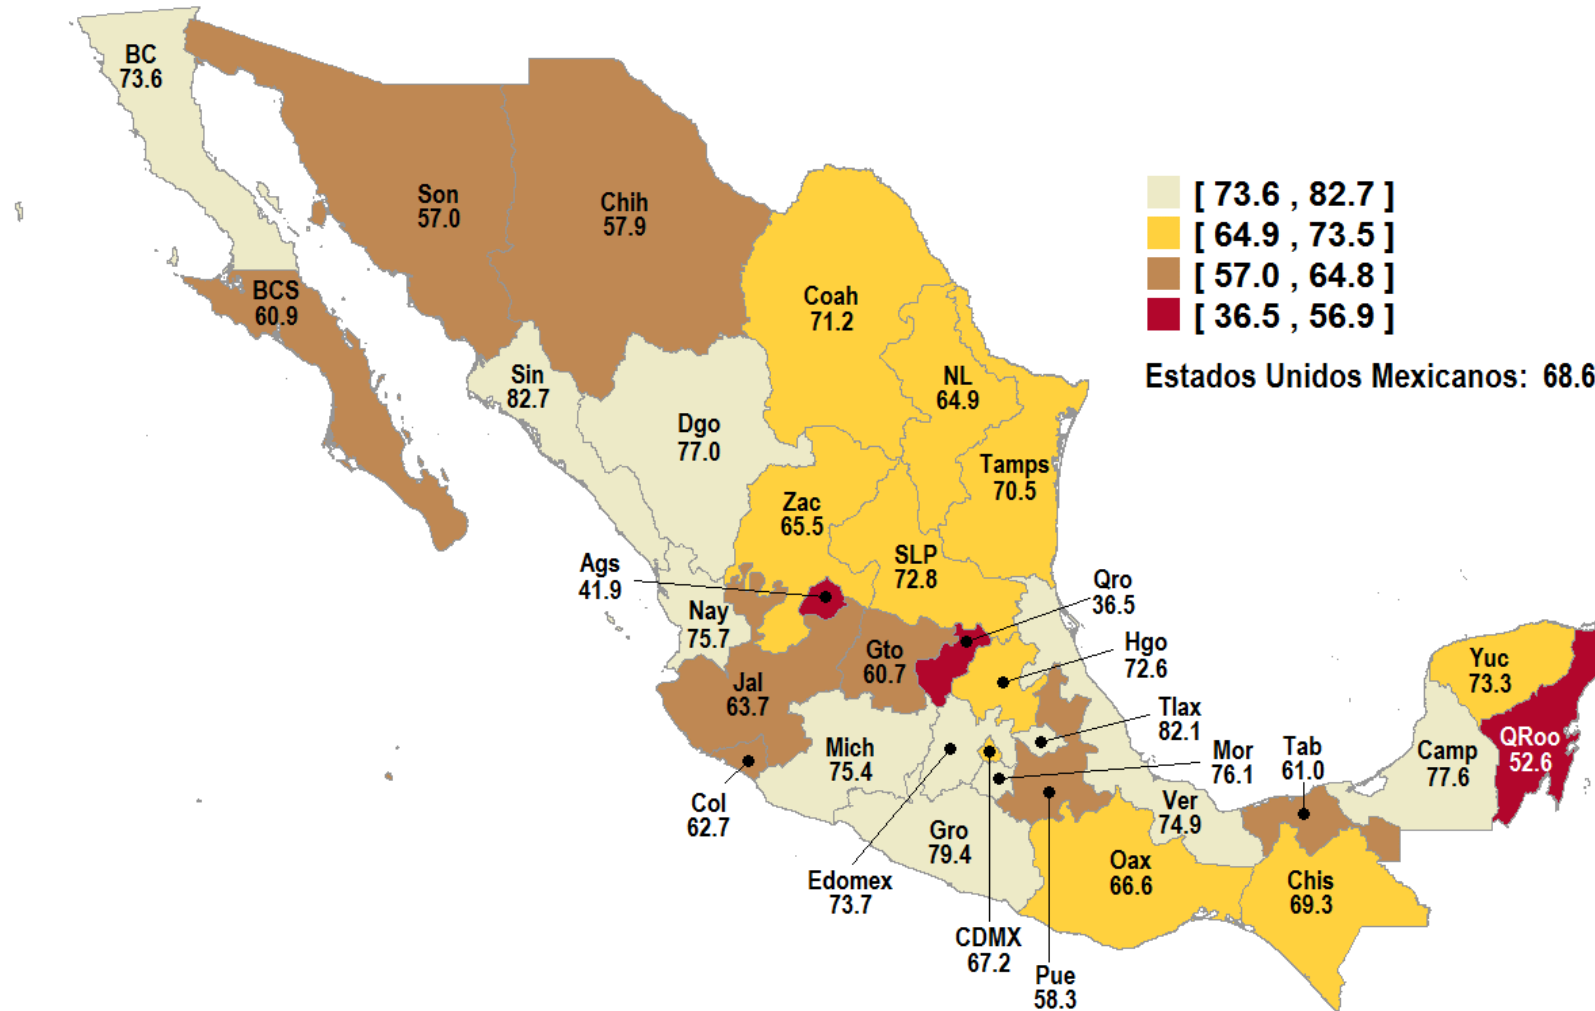 BC
73.6
Son
57.0
Chih
57.9
BCS
60.9
Coah
71.2
Sin
82.7
NL
64.9
Dgo
77.0
Tamps
70.5
Zac
65.5
SLP
72.8
Ags
41.9
Qro
36.5
Nay
75.7
Gto
60.7
Hgo
72.6
Jal
63.7
Tlax
82.1
Mich
75.4
Mor
76.1
Tab
61.0
Col
62.7
Gro
79.4
Ver
74.9
Edomex
73.7
Oax
66.6
Chis
69.3
CDMX
67.2
Pue
58.3
Yuc
73.3
Camp
77.6
QRoo
52.6
[ 73.6 , 82.7 ]
[ 64.9 , 73.5 ]
[ 57.0 , 64.8 ]
[ 36.5 , 56.9 ]
Estados Unidos Mexicanos: 68.6